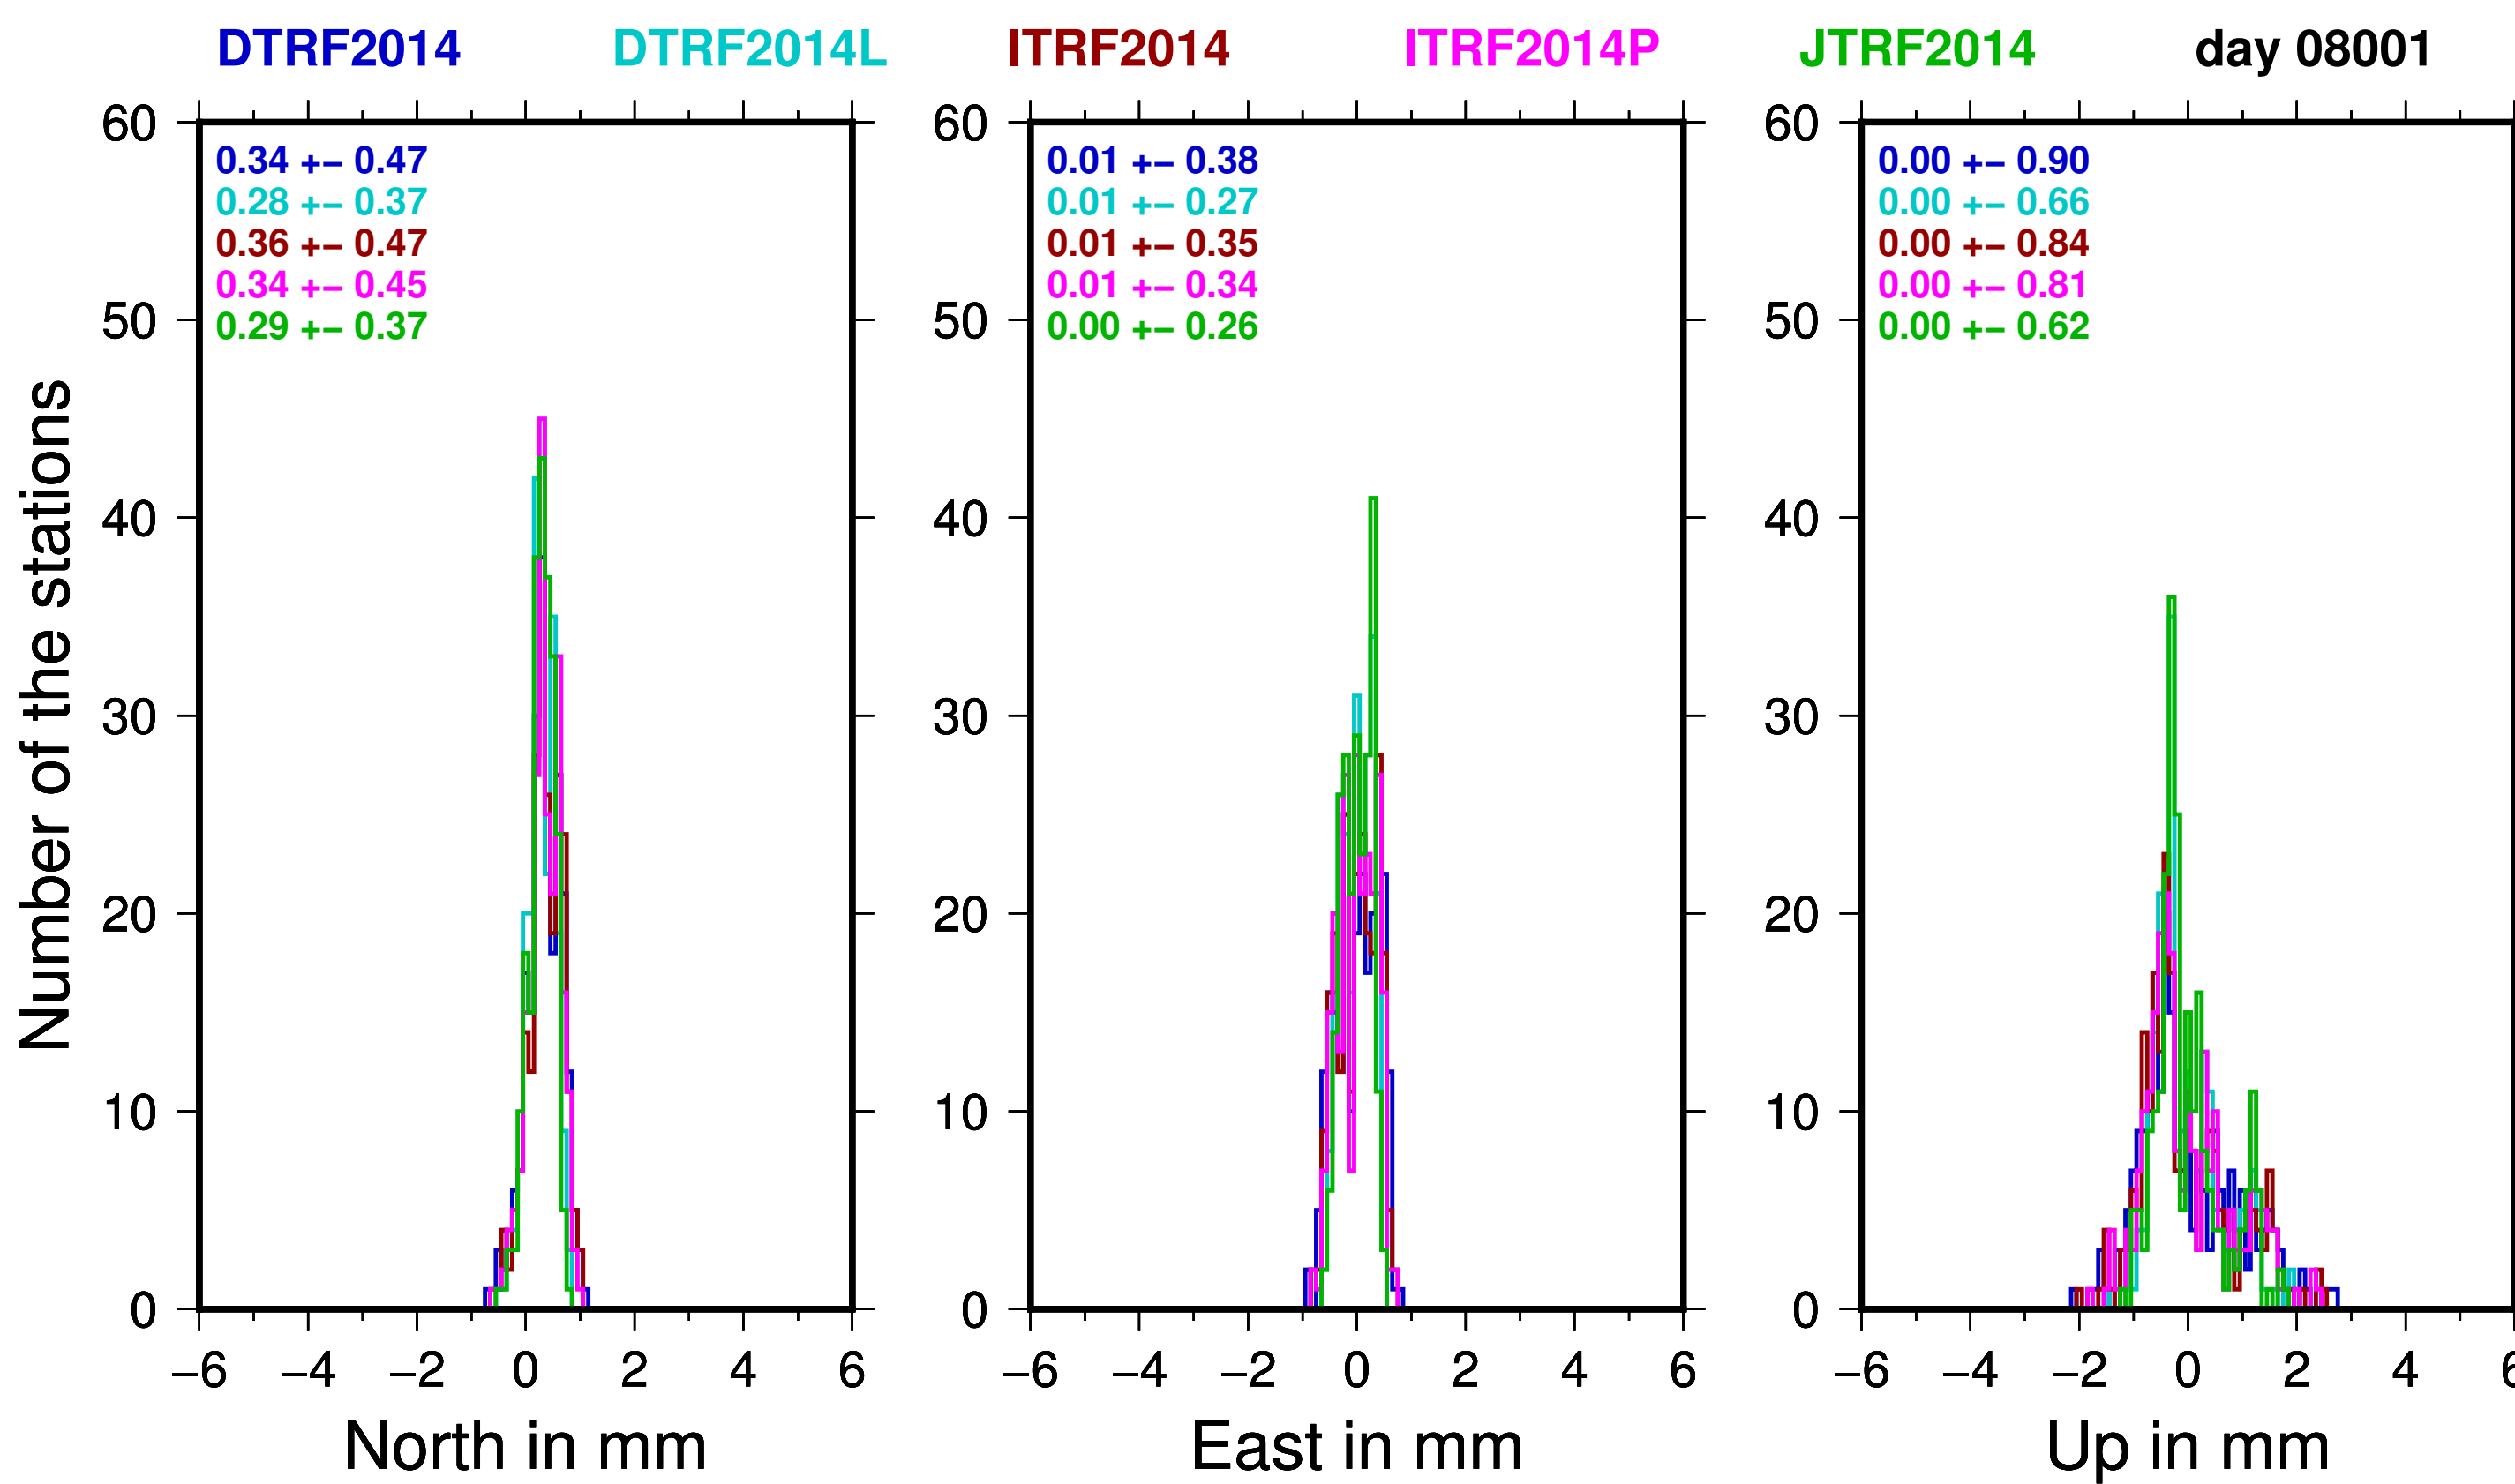 DTRF2014 DTRF2014L ITRF2014 ITRF2014P JTRF2014 day 08001
Number of the stations
60
50
40
30
20
10
0
0.34 +− 0.47
0.28 +− 0.37
0.36 +− 0.47
0.34 +− 0.45
0.29 +− 0.37
−6 −4 −2 0 2 4 6
North in mm
60
50
40
30
20
10
0
0.01 +− 0.38
0.01 +− 0.27
0.01 +− 0.35
0.01 +− 0.34
0.00 +− 0.26
−6 −4 −2 0 2 4 6
East in mm
60
50
40
30
20
10
0
0.00 +− 0.90
0.00 +− 0.66
0.00 +− 0.84
0.00 +− 0.81
0.00 +− 0.62
−6 −4 −2 0 2 4 6
Up in mm